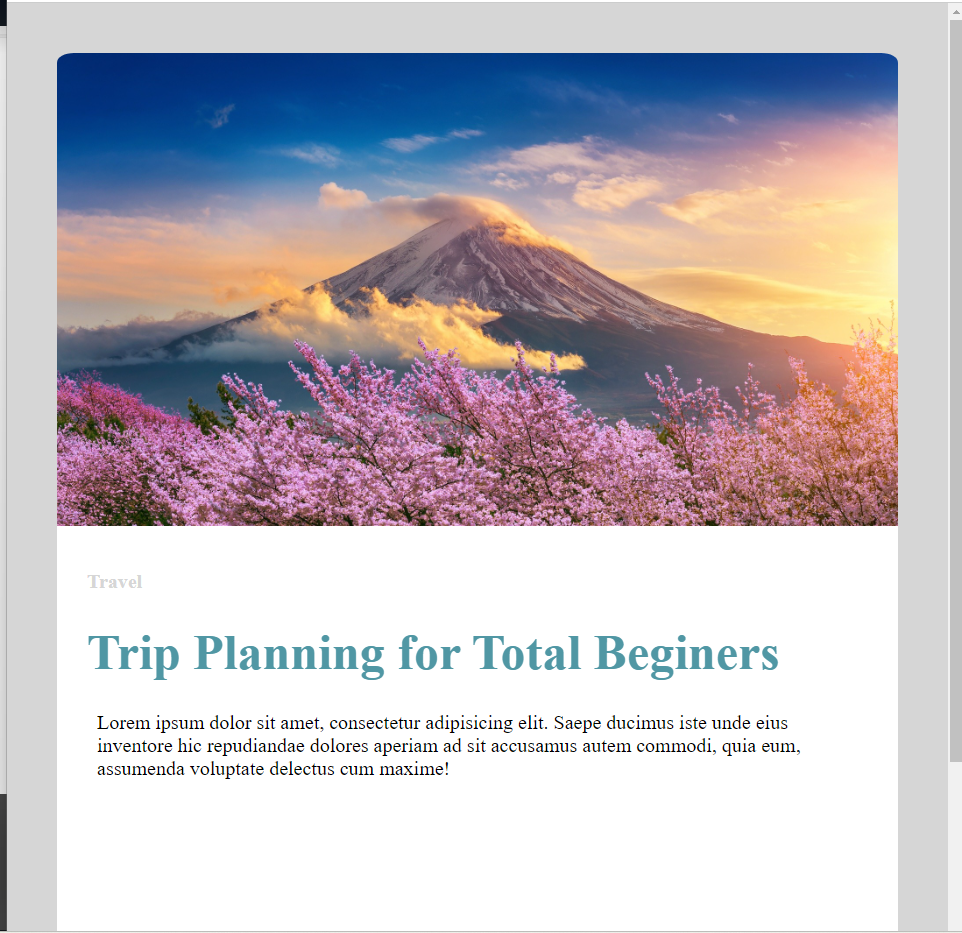 Travel
Trip Planning for Total Beginers
Lorem ipsum dolor sit amet, consectetur adipisicing elit. Saepe ducimus iste unde eius
inventore hic repudiandae dolores aperiam ad sit accusamus autem commodi, quia eum,
assumenda voluptate delectus cum maxime!